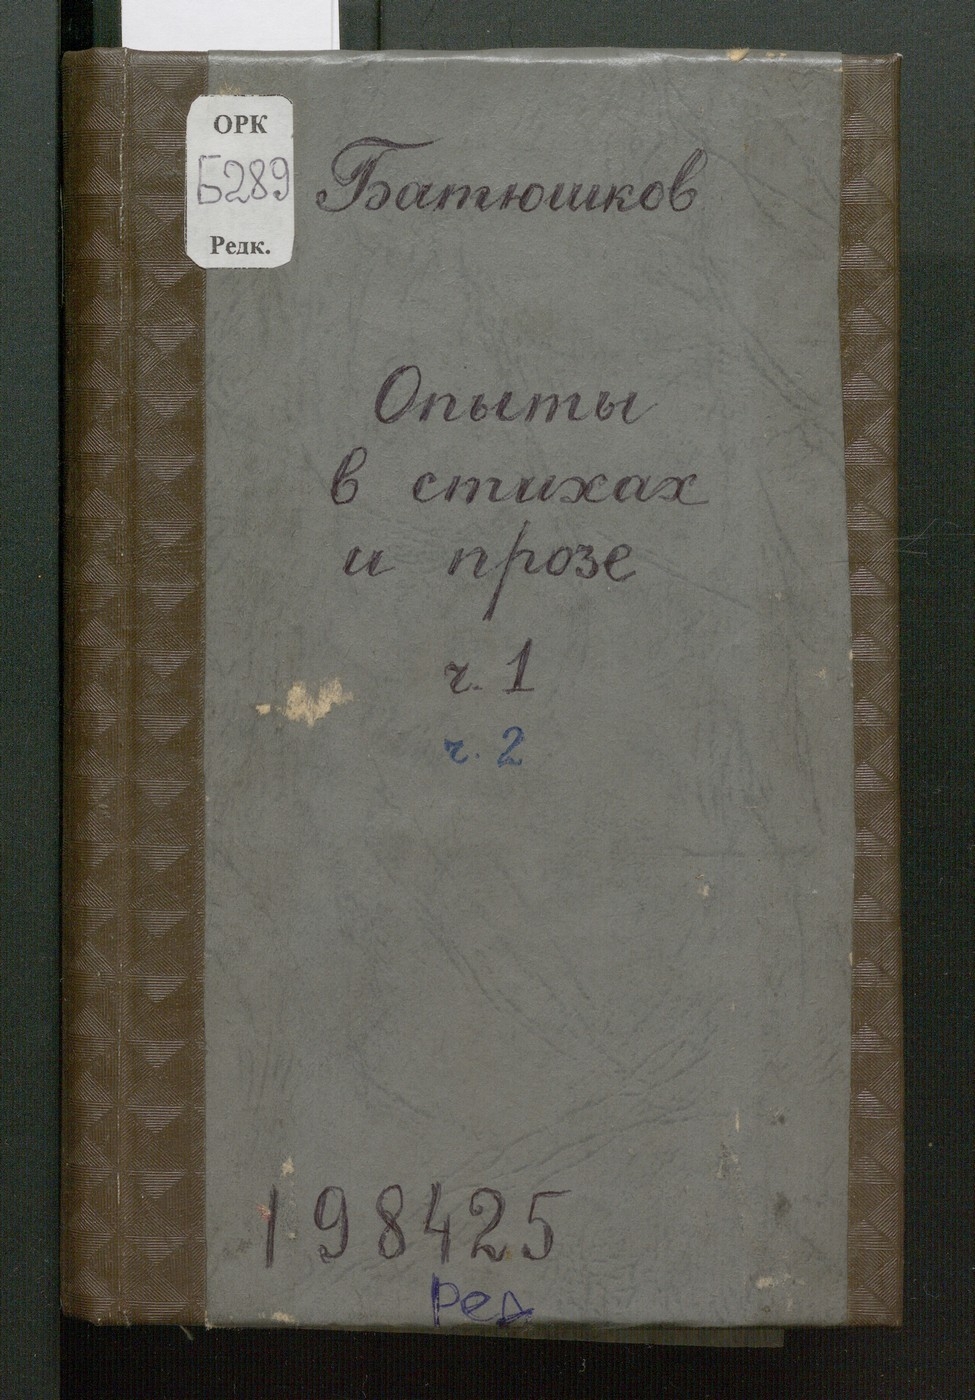 ОРК
Б289
Редк.
Батюшков
Опыты
в стихах
и прозе
ч. 1
ч. 2
198425
ред